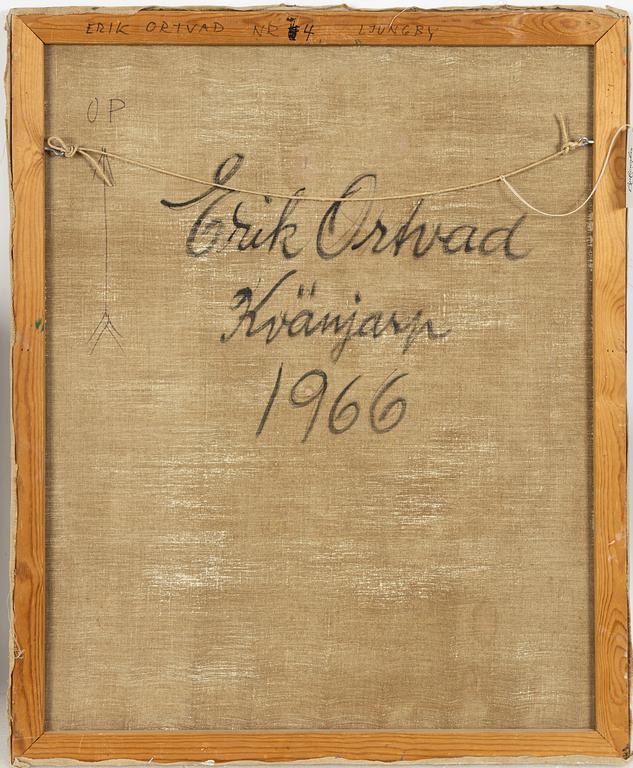 ERIK ORTVAD NR 4 LJUNGBY
OP
Erik Ortvad
Kvänjarp
1966